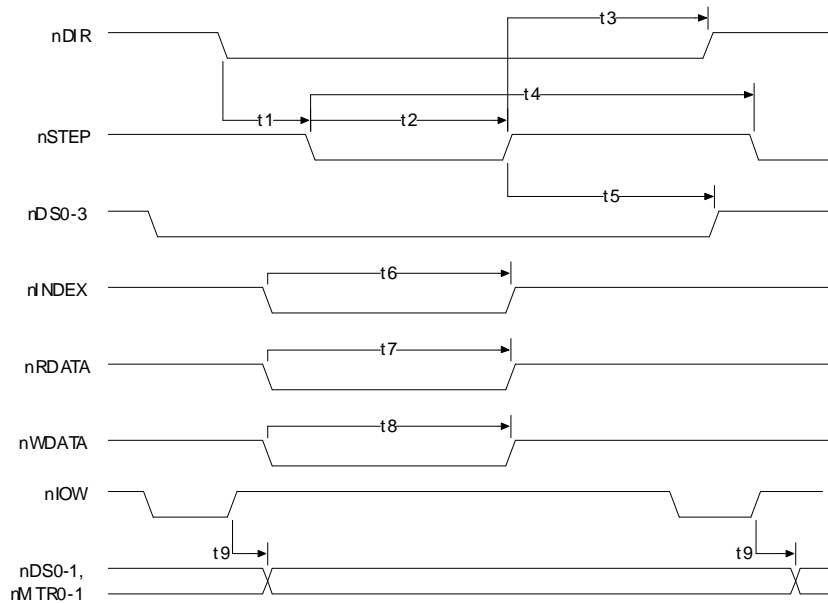 nDIR
t3
t4
t1
t2
nSTEP
t5
nDS0-3
t6
nINDEX
t7
nRDATA
t8
nWDATA
nIOW
t9
t9
nDS0-1,
nMTR0-1